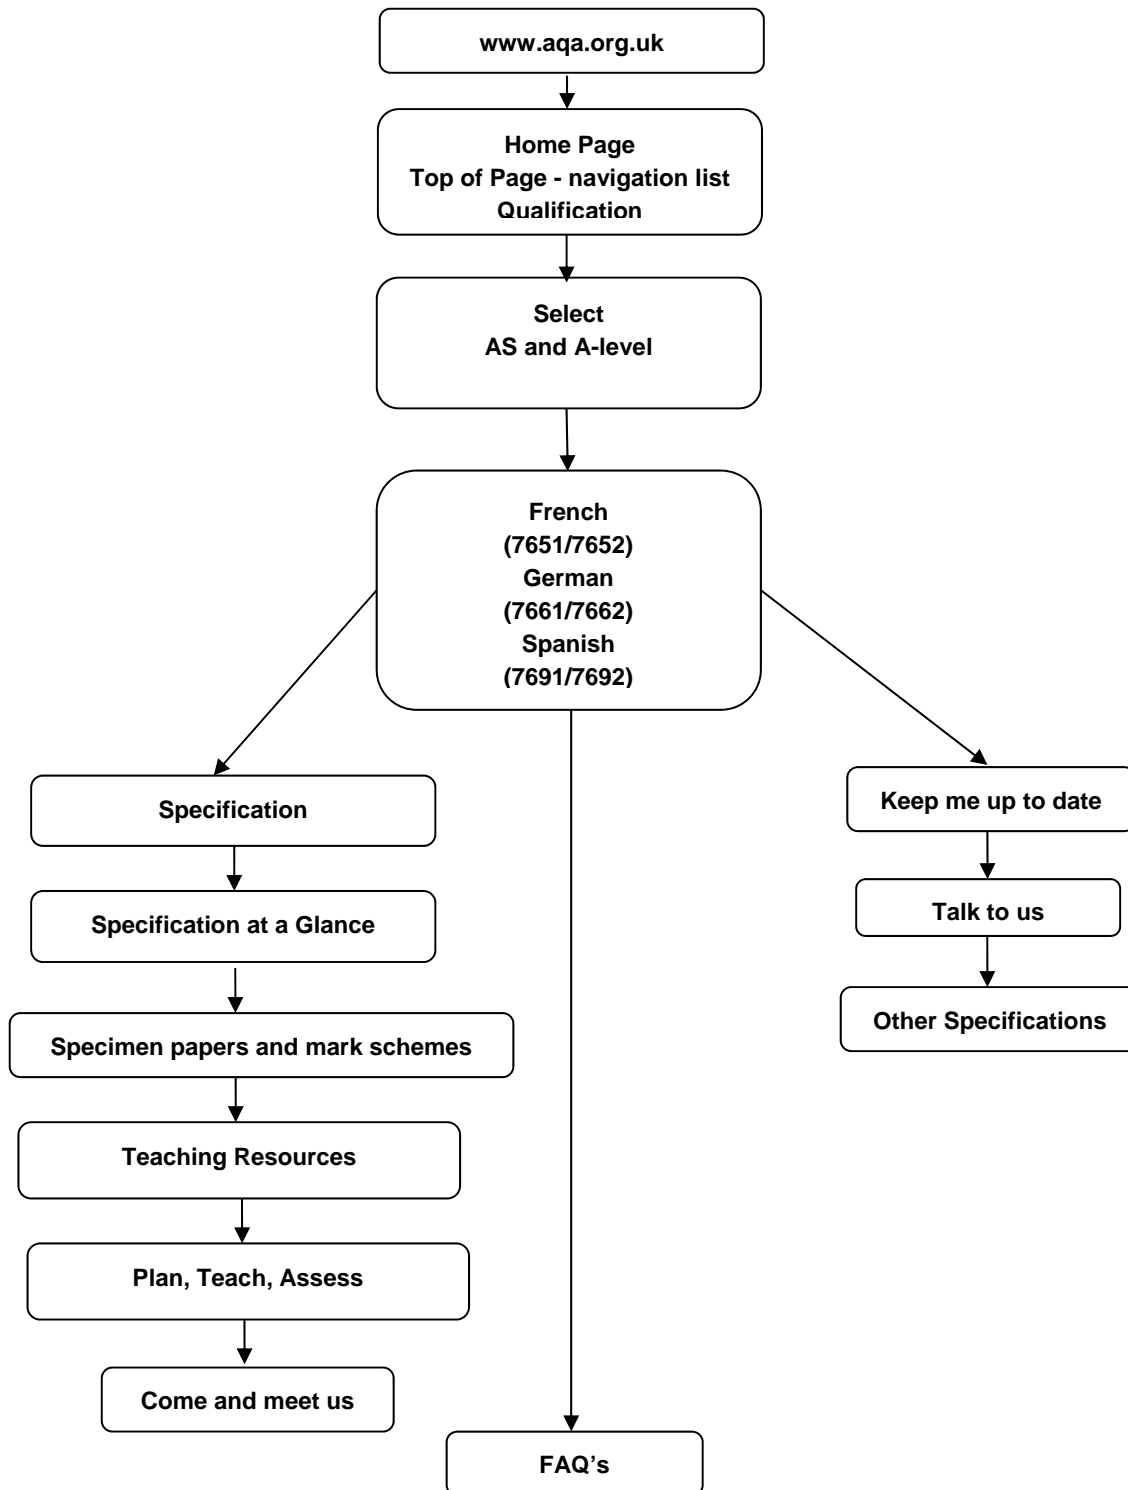 www.aqa.org.uk
Home Page
Top of Page - navigation list
Qualification
Select
AS and A-level
French
(7651/7652)
German
(7661/7662)
Spanish
(7691/7692)
Specification
Specification at a Glance
Specimen papers and mark schemes
Teaching Resources
Plan, Teach, Assess
Come and meet us
FAQ's
Keep me up to date
Talk to us
Other Specifications